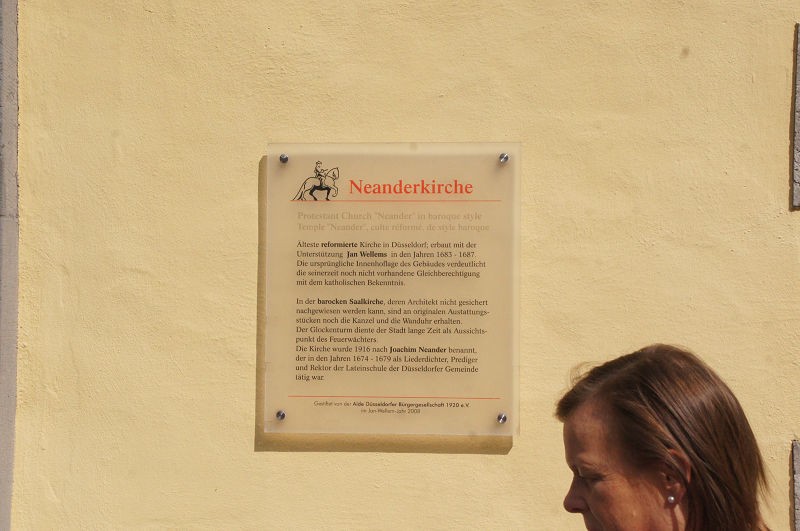 Neanderkirche
Protestant Church "Neander" in baroque style
Temple "Neander", culte réformé, de style baroque
Älteste reformierte Kirche in Düsseldorf; erbaut mit der
Unterstützung Jan Wellems in den Jahren 1683 - 1687.
Die ursprüngliche Innenhoflage des Gebäudes verdeutlicht
die seinerzeit noch nicht vorhandene Gleichberechtigung
mit dem katholischen Bekenntnis.
In der barocken Saalkirche, deren Architekt nicht gesichert
nachgewiesen werden kann, sind an originalen Austattungs-
stücken noch die Kanzel und die Wanduhr erhalten.
Der Glockenturm diente der Stadt lange Zeit als Aussichts-
punkt des Feuerwächters.
Die Kirche wurde 1916 nach Joachim Neander benannt,
der in den Jahren 1674 - 1679 als Liederdichter, Prediger
und Rektor der Lateinschule der Düsseldorfer Gemeinde
tätig war.
Gestiftet von der Alde Düsseldorfer Bürgergesellschaft 1920 e.V.
im Jan-Wellem-Jahr 2008